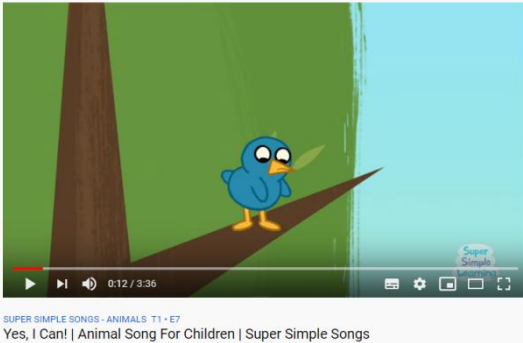 Super
Simple
Learning
0:12 / 3:36
SUPER SIMPLE SONGS - ANIMALS T1 • E7
Yes, I Can! | Animal Song For Children | Super Simple Songs